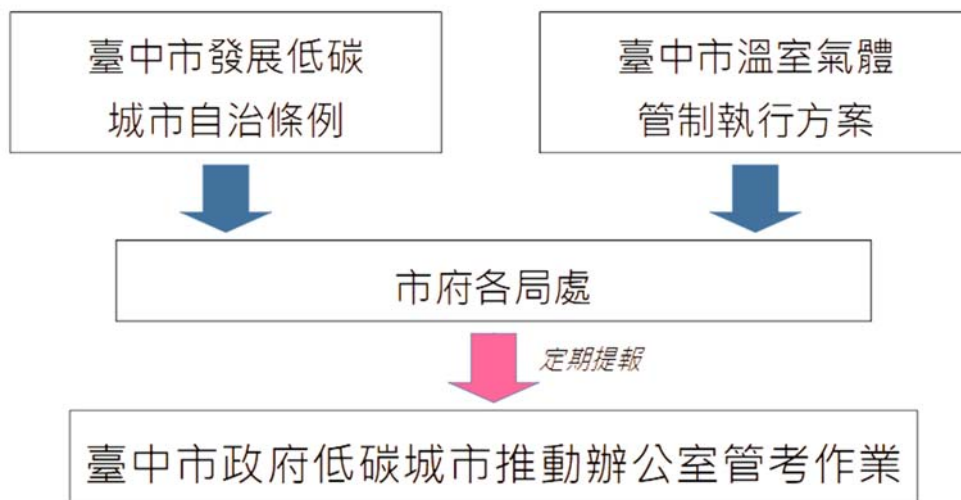 臺中市發展低碳
城市自治條例
臺中市溫室氣體
管制執行方案
市府各局處
定期提報
臺中市政府低碳城市推動辦公室管考作業